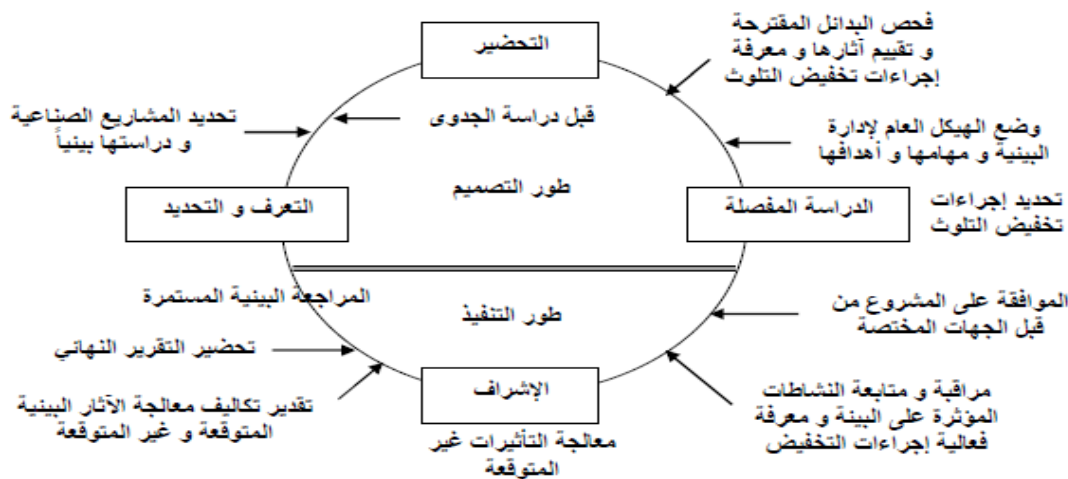 التحضير
فحص البدائل المقترحة
و تقييم آثارها و معرفة
إجراءات تخفيض التلوث
تحديد المشاريع الصناعية
و دراستها بينياً
قبل دراسة الجدوى
وضع الهيكل العام لإدارة
البيئية و مهامها و أهدافها
طور التصميم
التعرف و التحديد
الدراسة المفصلة
تحديد إجراءات
تخفيض التلوث
المراجعة البيئية المستمرة
طور التنفيذ
الموافقة على المشروع من
قبل الجهات المختصة
تحضير التقرير النهائي
الإشراف
مراقبة و متابعة النشاطات
المؤثرة على البيئة و معرفة
فعالية إجراءات التخفيض
تقدير تكاليف معالجة الآثار البيئية
المتوقعة و غير المتوقعة
معالجة التأثيرات غير
المتوقعة